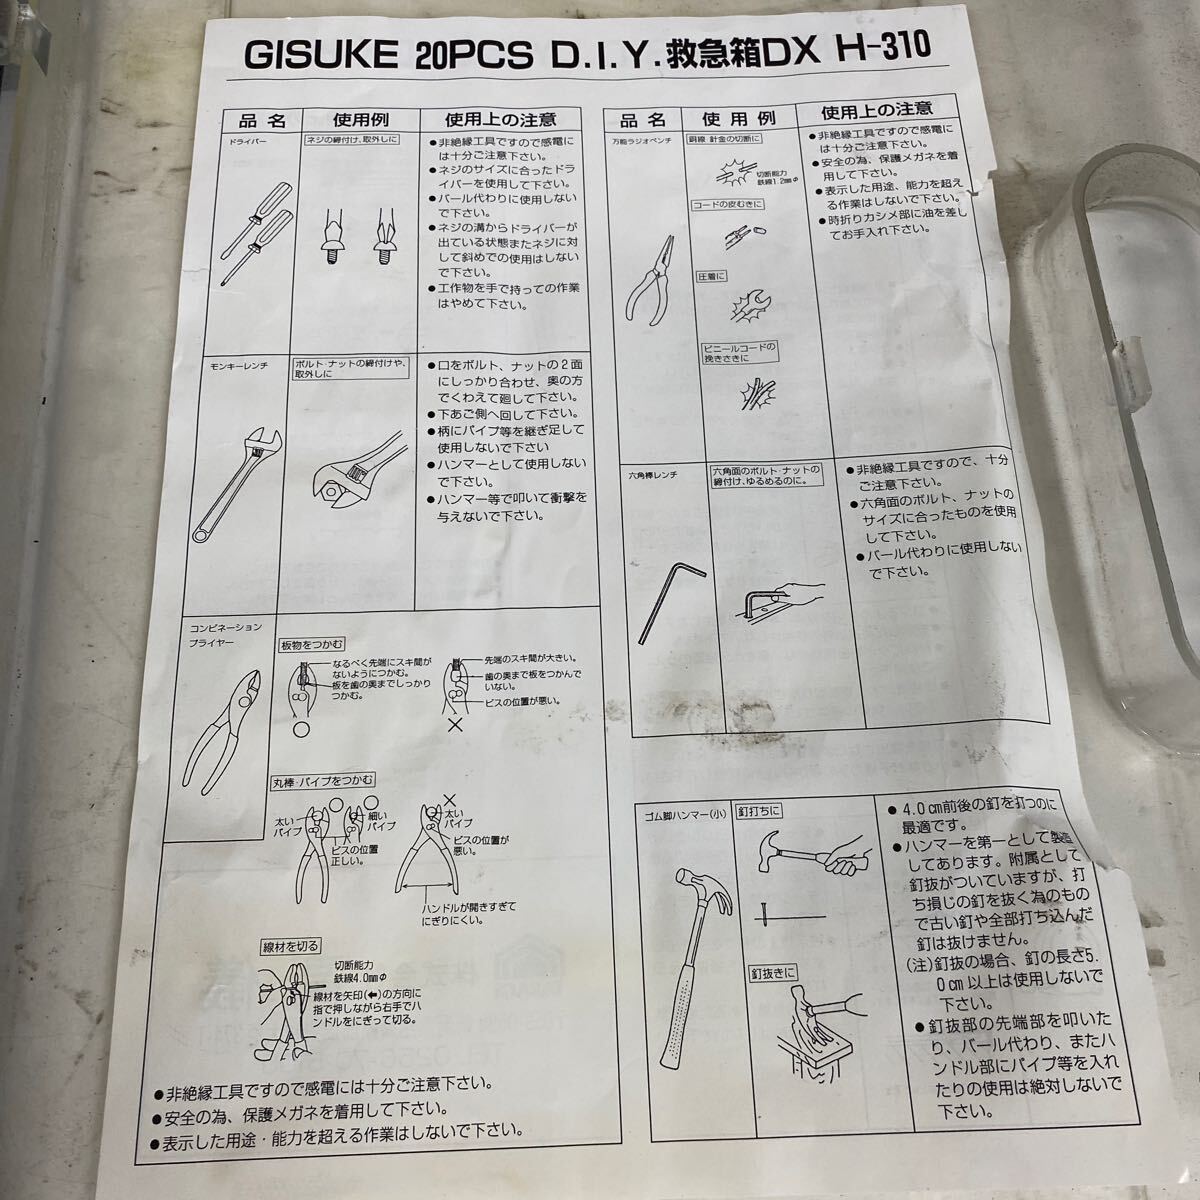 GISUKE 20PCS D.I.Y.救急箱DX H-310
品名
使用例
使用上の注意
ドライバー
ネジの締付け、取外しに
●非絶縁工具ですので感電に
は十分ご注意下さい。
●ネジのサイズに合ったドラ
イバーを使用して下さい。
●バール代わりに使用しない
で下さい。
●ネジの溝からドライバーが
出ている状態またネジに対
して斜めでの使用はしない
で下さい。
●工作物を手で持っての作業
はやめて下さい。
モンキーレンチ
ボルト・ナットの締付けや、
取外しに
●口をボルト、ナットの2面
にしっかり合わせ、奥の方
でくわえて廻して下さい。
●下あご側へ回して下さい。
●柄にパイプ等を継ぎ足して
使用しないで下さい
●ハンマーとして使用しない
で下さい。
●ハンマー等で叩いて衝撃を
与えないで下さい。
コンビネーション
プライヤー
板物をつかむ
なるべく先端にスキ間が
ないようにつかむ。
板を歯の奥までしっかり
つかむ。
○
先端のスキ間が大きい。
歯の奥まで板をつかんで
いない。
ビスの位置が悪い。
×
丸棒・パイプをつかむ
○
太い
パイプ
○
細い
パイプ
ビスの位置
正しい。
×
太い
パイプ
ビスの位置が
悪い。
ハンドルが開きすぎて
にぎりにくい。
線材を切る
切断能力
鉄線4.0mmφ
線材を矢印(←)の方向に
指で押しながら右手でハ
ンドルをにぎって切る。
●非絶縁工具ですので感電には十分ご注意下さい。
●安全の為、保護メガネを着用して下さい。
●表示した用途・能力を超える作業はしないで下さい。
品名
使用例
使用上の注意
万能ラジオペンチ
銅線・針金の切断に
切断能力
鉄線1.2mmφ
コードの皮むきに
圧着に
ビニールコードの
挽きさきに
●非絶縁工具ですので感電に
は十分ご注意下さい。
●安全の為、保護メガネを着
用して下さい。
●表示した用途、能力を超え
る作業はしないで下さい。
●時折りカシメ部に油を差し
てお手入れ下さい。
六角棒レンチ
六角面のボルト・ナットの
締付け、ゆるめるのに。
●非絶縁工具ですので、十分
ご注意下さい。
●六角面のボルト、ナットの
サイズに合ったものを使用
して下さい。
●バール代わりに使用しない
で下さい。
ゴム脚ハンマー(小)
釘打ちに
釘抜きに
●4.0cm前後の釘を打つのに
最適です。
●ハンマーを第一として製造
してあります。附属として
釘抜がついていますが、打
ち損じの釘を抜く為のもの
で古い釘や全部打ち込んだ
釘は抜けません。
(注)釘抜の場合、釘の長さ5.
0cm以上は使用しないで
下さい。
●釘抜部の先端部を叩いた
り、バール代わり、またハ
ンドル部にパイプ等を入れ
たりの使用は絶対しないで
下さい。